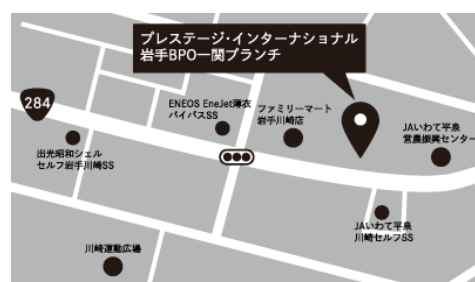 プレステージ・インターナショナル
岩手BPO一関ブランチ
284
ENEOS EneJet薄衣
バイパスSS
ファミリーマート
岩手川崎店
JAいわて平泉
営農振興センター
出光昭和シェル
セルフ岩手川崎SS
JAいわて平泉
川崎セルフSS
川崎運動広場